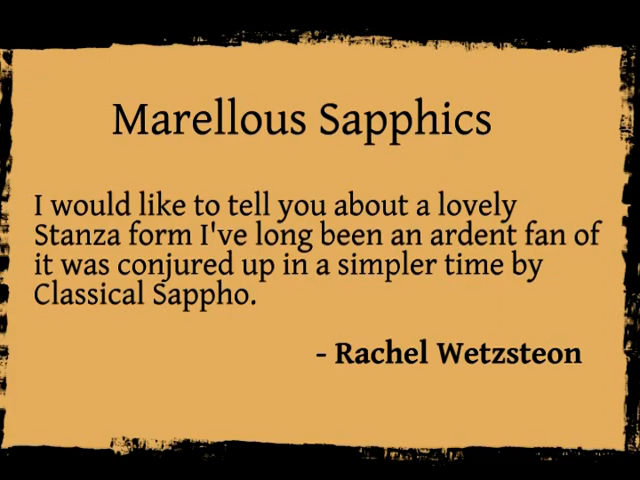 Marellous Sapphics
I would like to tell you about a lovely
Stanza form I've long been an ardent fan of
it was conjured up in a simpler time by
Classical Sappho.
- Rachel Wetzsteon